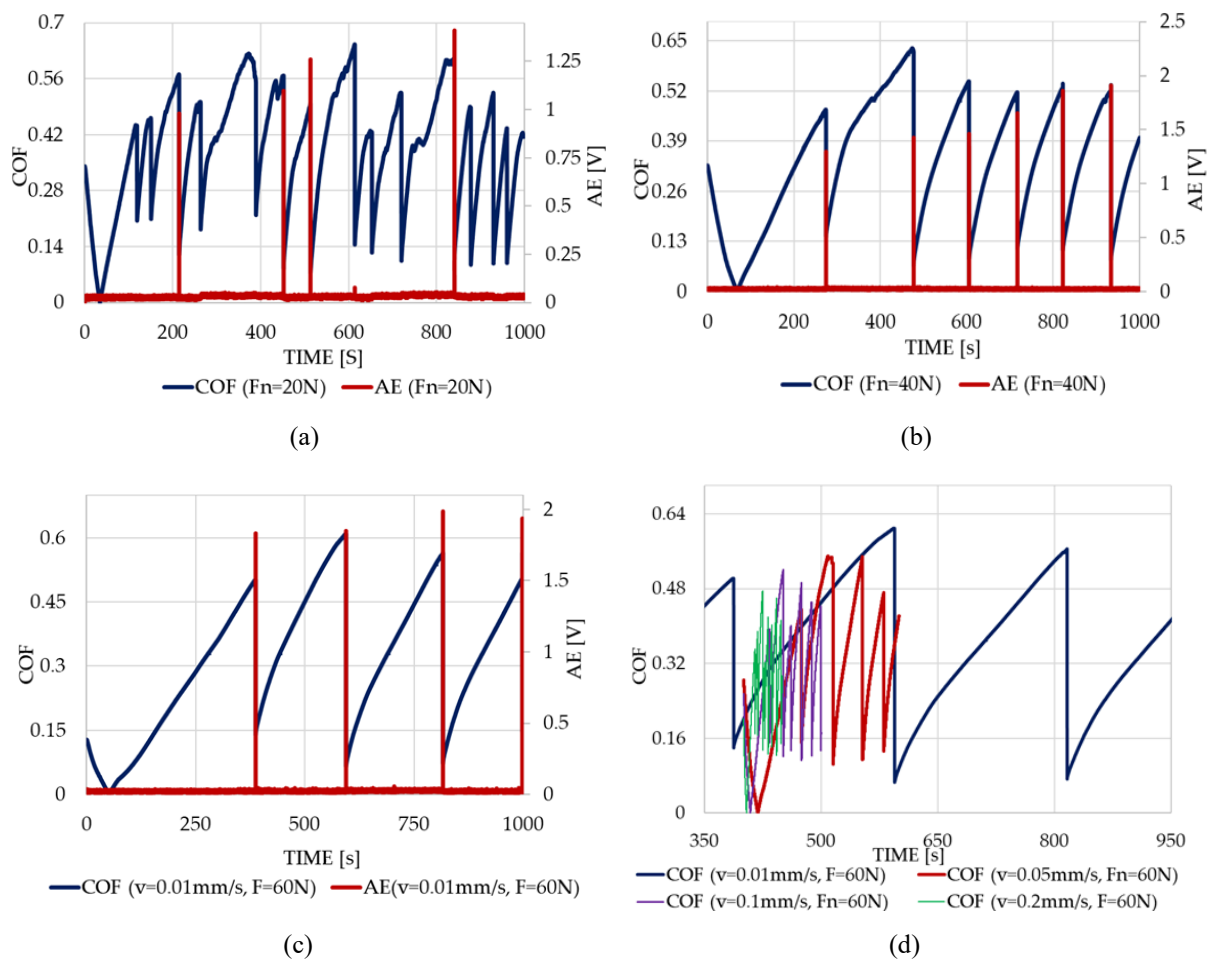 0.7
0.56
0.42
0.28
0.14
0
COF
1.25
1
0.75
0.5
0.25
0
AE [V]
0 200 400 600 800 1000
TIME [S]
COF (Fn=20N) AE (Fn=20N)
(a)
0.65
0.52
0.39
0.26
0.13
0
COF
2.5
2
1.5
1
0.5
0
AE [V]
0 200 400 600 800 1000
TIME [s]
COF (Fn=40N) AE (Fn=40N)
(b)
0.6
0.45
0.3
0.15
0
COF
2
1.5
1
0.5
0
AE [V]
0 250 500 750 1000
TIME [s]
COF (v=0.01mm/s, F=60N) AE(v=0.01mm/s, F=60N)
(c)
0.64
0.48
0.32
0.16
0
COF
350 500 650 800 950
TIME [s]
COF (v=0.01mm/s, F=60N) COF (v=0.05mm/s, Fn=60N)
COF (v=0.1mm/s, Fn=60N) COF (v=0.2mm/s, F=60N)
(d)